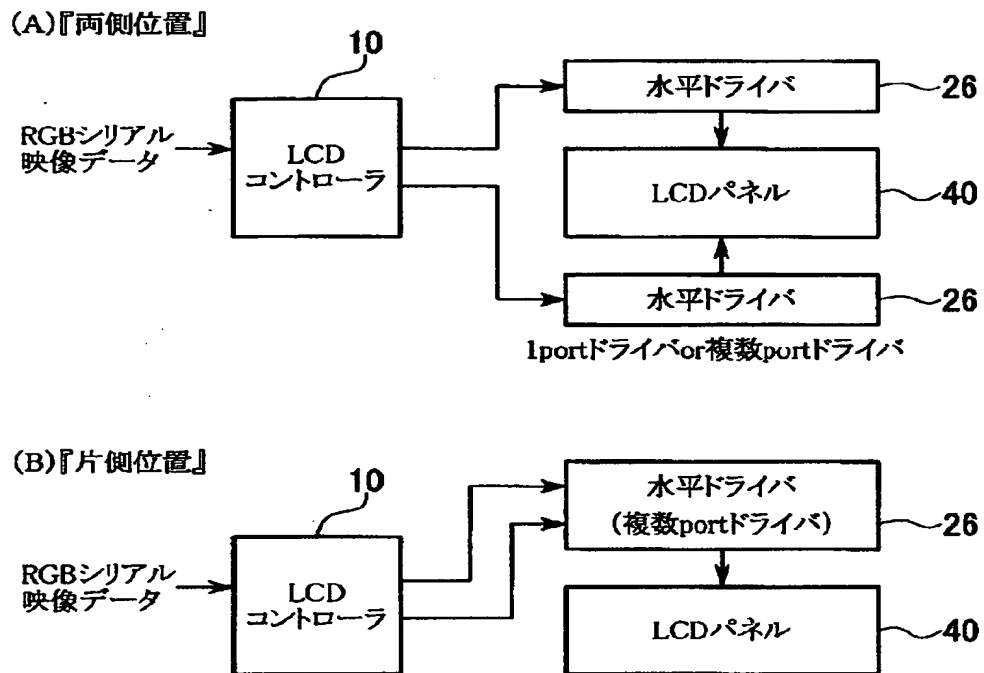 (A)『両側位置』
10
水平ドライバ
26
RGBシリアル
映像データ
LCD
コントローラ
LCDパネル
40
水平ドライバ
26
1portドライバor複数portドライバ
(B)『片側位置』
10
水平ドライバ
(複数portドライバ)
26
RGBシリアル
映像データ
LCD
コントローラ
LCDパネル
40